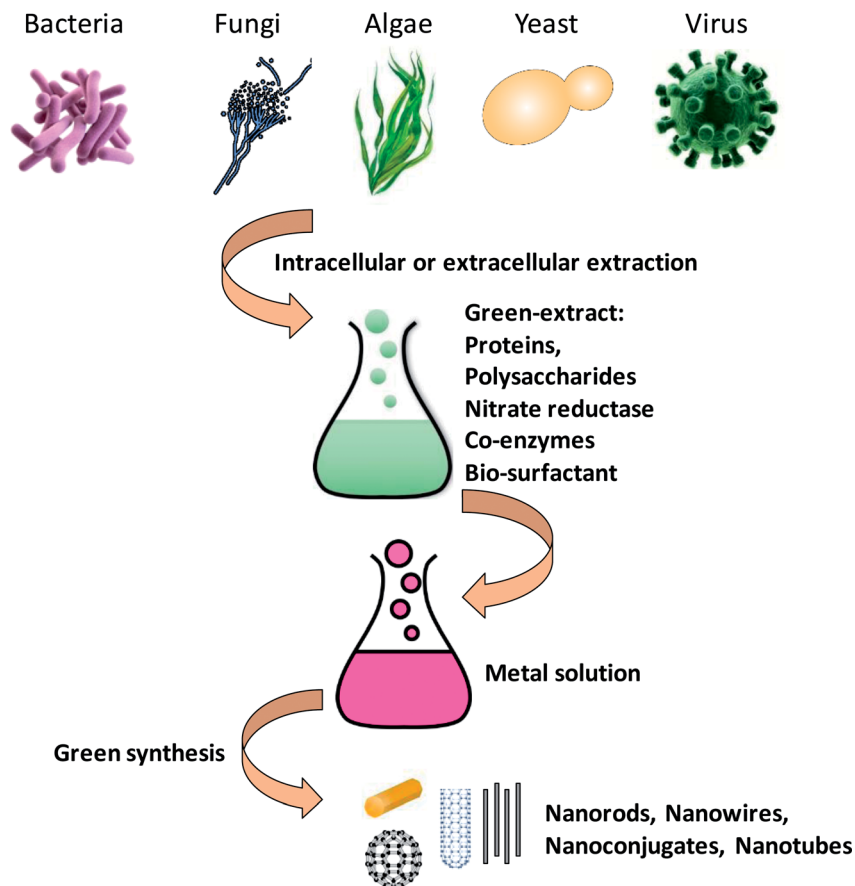 Bacteria
Fungi
Algae
Yeast
Virus
Intracellular or extracellular extraction
Green-extract:
Proteins,
Polysaccharides
Nitrate reductase
Co-enzymes
Bio-surfactant
Metal solution
Green synthesis
Nanorods, Nanowires,
Nanoconjugates, Nanotubes